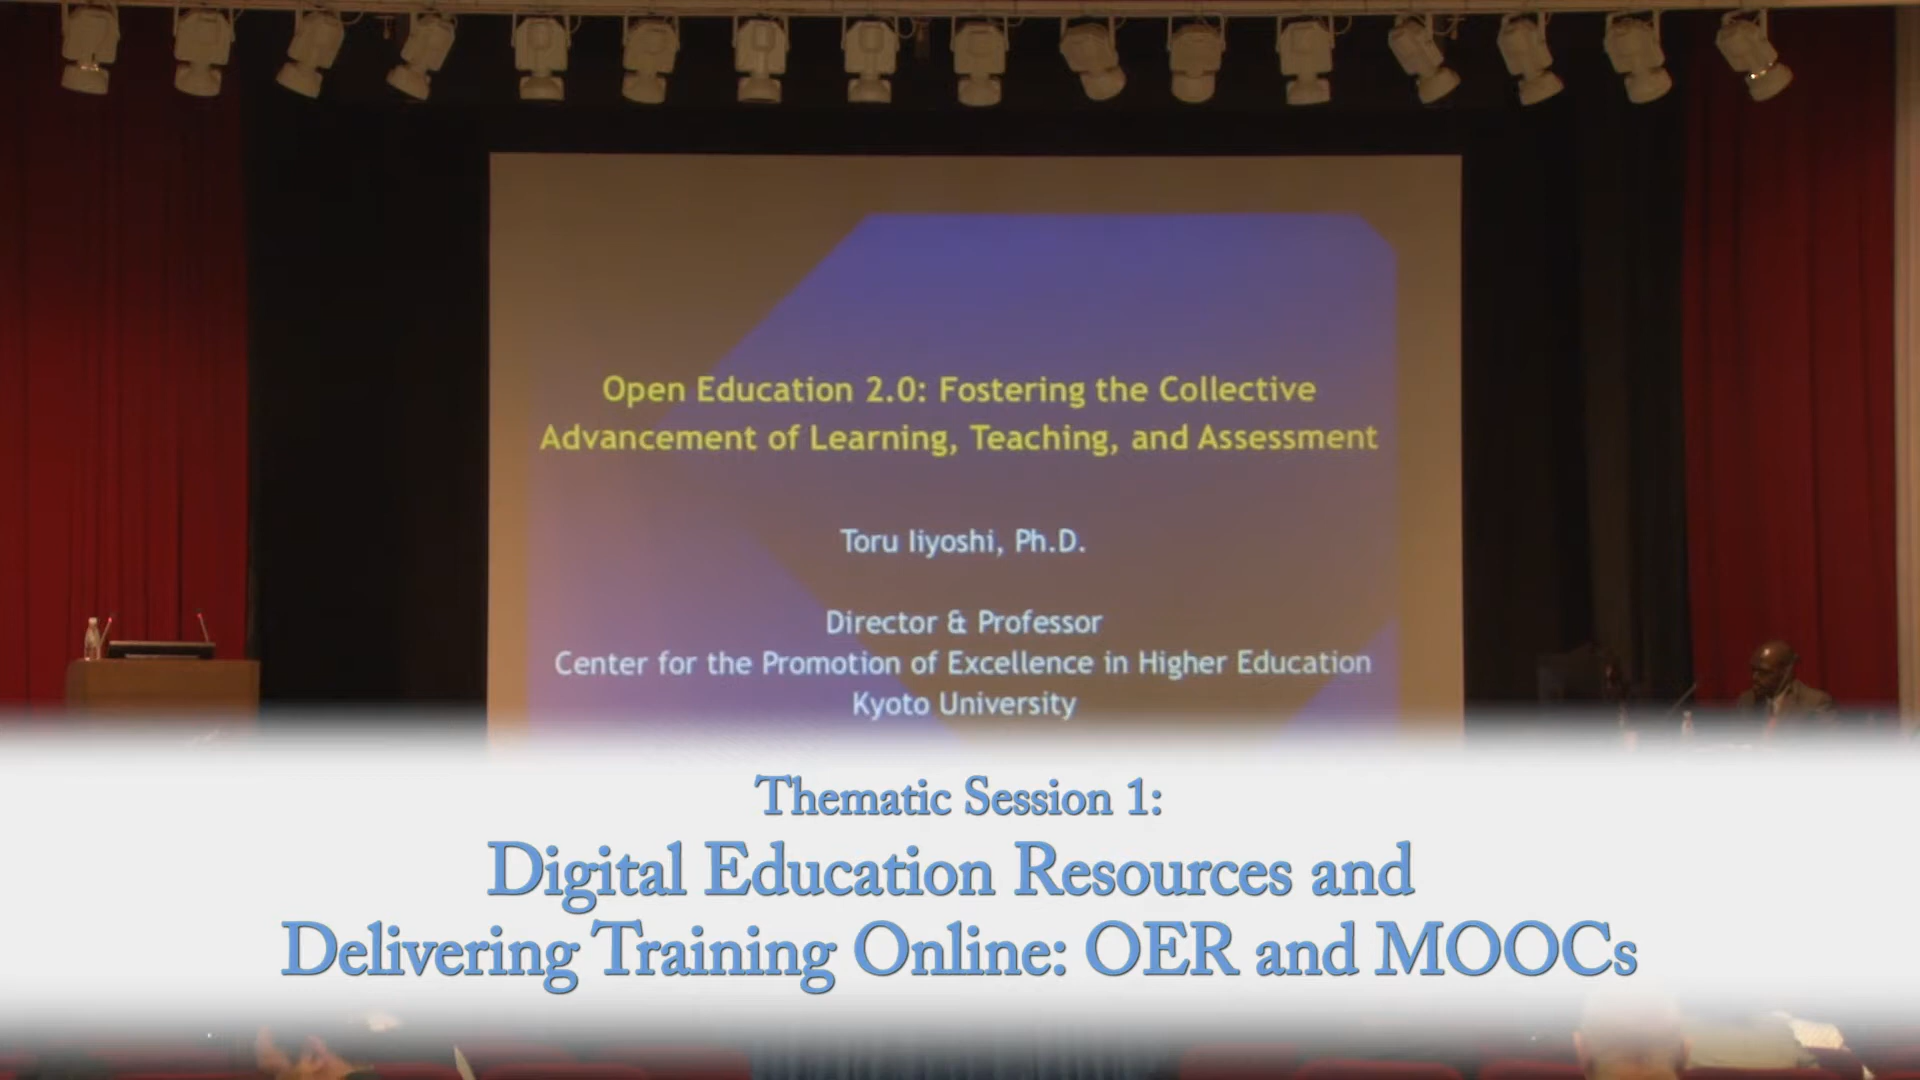 Open Education 2.0: Fostering the Collective
Advancement of Learning, Teaching, and Assessment
Toru Iiyoshi, Ph.D.
Director & Professor
Center for the Promotion of Excellence in Higher Education
Kyoto University
Thematic Session 1:
Digital Education Resources and
Delivering Training Online: OER and MOOCs